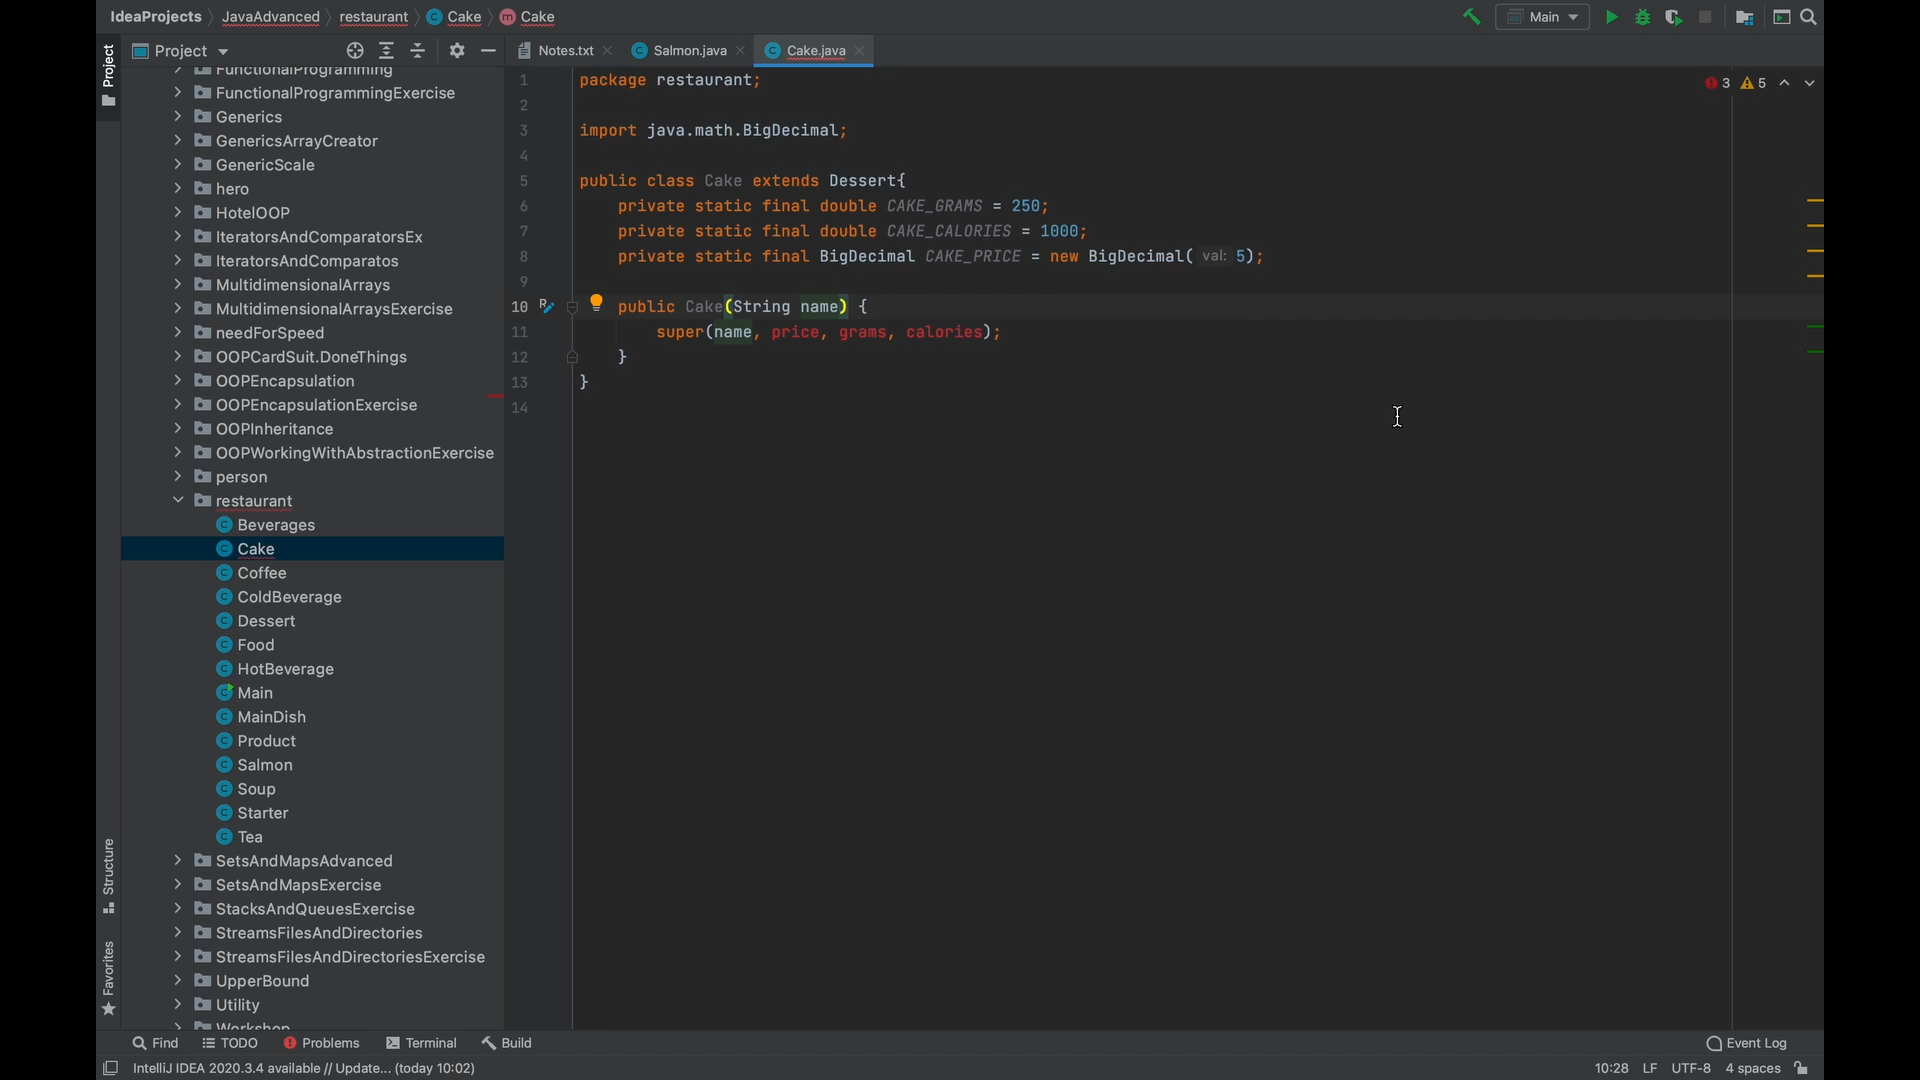 IdeaProjects JavaAdvanced restaurant Cake Cake
Main
Project
Project
Notes.txt
Salmon.java
Cake.java
3 5
FunctionalProgramming
FunctionalProgrammingExercise
Generics
GenericsArrayCreator
GenericScale
hero
HotelOOP
IteratorsAndComparatorsEx
IteratorsAndComparatos
MultidimensionalArrays
MultidimensionalArraysExercise
needForSpeed
OOPCardSuit.DoneThings
OOPEncapsulation
OOPEncapsulationExercise
OOPInheritance
OOPWorkingWithAbstractionExercise
person
restaurant
Beverages
Cake
Coffee
ColdBeverage
Dessert
Food
HotBeverage
Main
MainDish
Product
Salmon
Soup
Starter
Tea
SetsAndMapsAdvanced
SetsAndMapsExercise
StacksAndQueuesExercise
StreamsFilesAndDirectories
StreamsFilesAndDirectoriesExercise
UpperBound
Utility
Workshop
Structure
Favorites
1 package restaurant;
2
3 import java.math.BigDecimal;
4
5 public class Cake extends Dessert{
6 private static final double CAKE_GRAMS = 250;
7 private static final double CAKE_CALORIES = 1000;
8 private static final BigDecimal CAKE_PRICE = new BigDecimal( val: 5);
9
10 public Cake(String name) {
11 super(name, price, grams, calories);
12 }
13 }
14
Find TODO Problems Terminal Build Event Log
IntelliJ IDEA 2020.3.4 available // Update... (today 10:02) 10:28 LF UTF-8 4 spaces